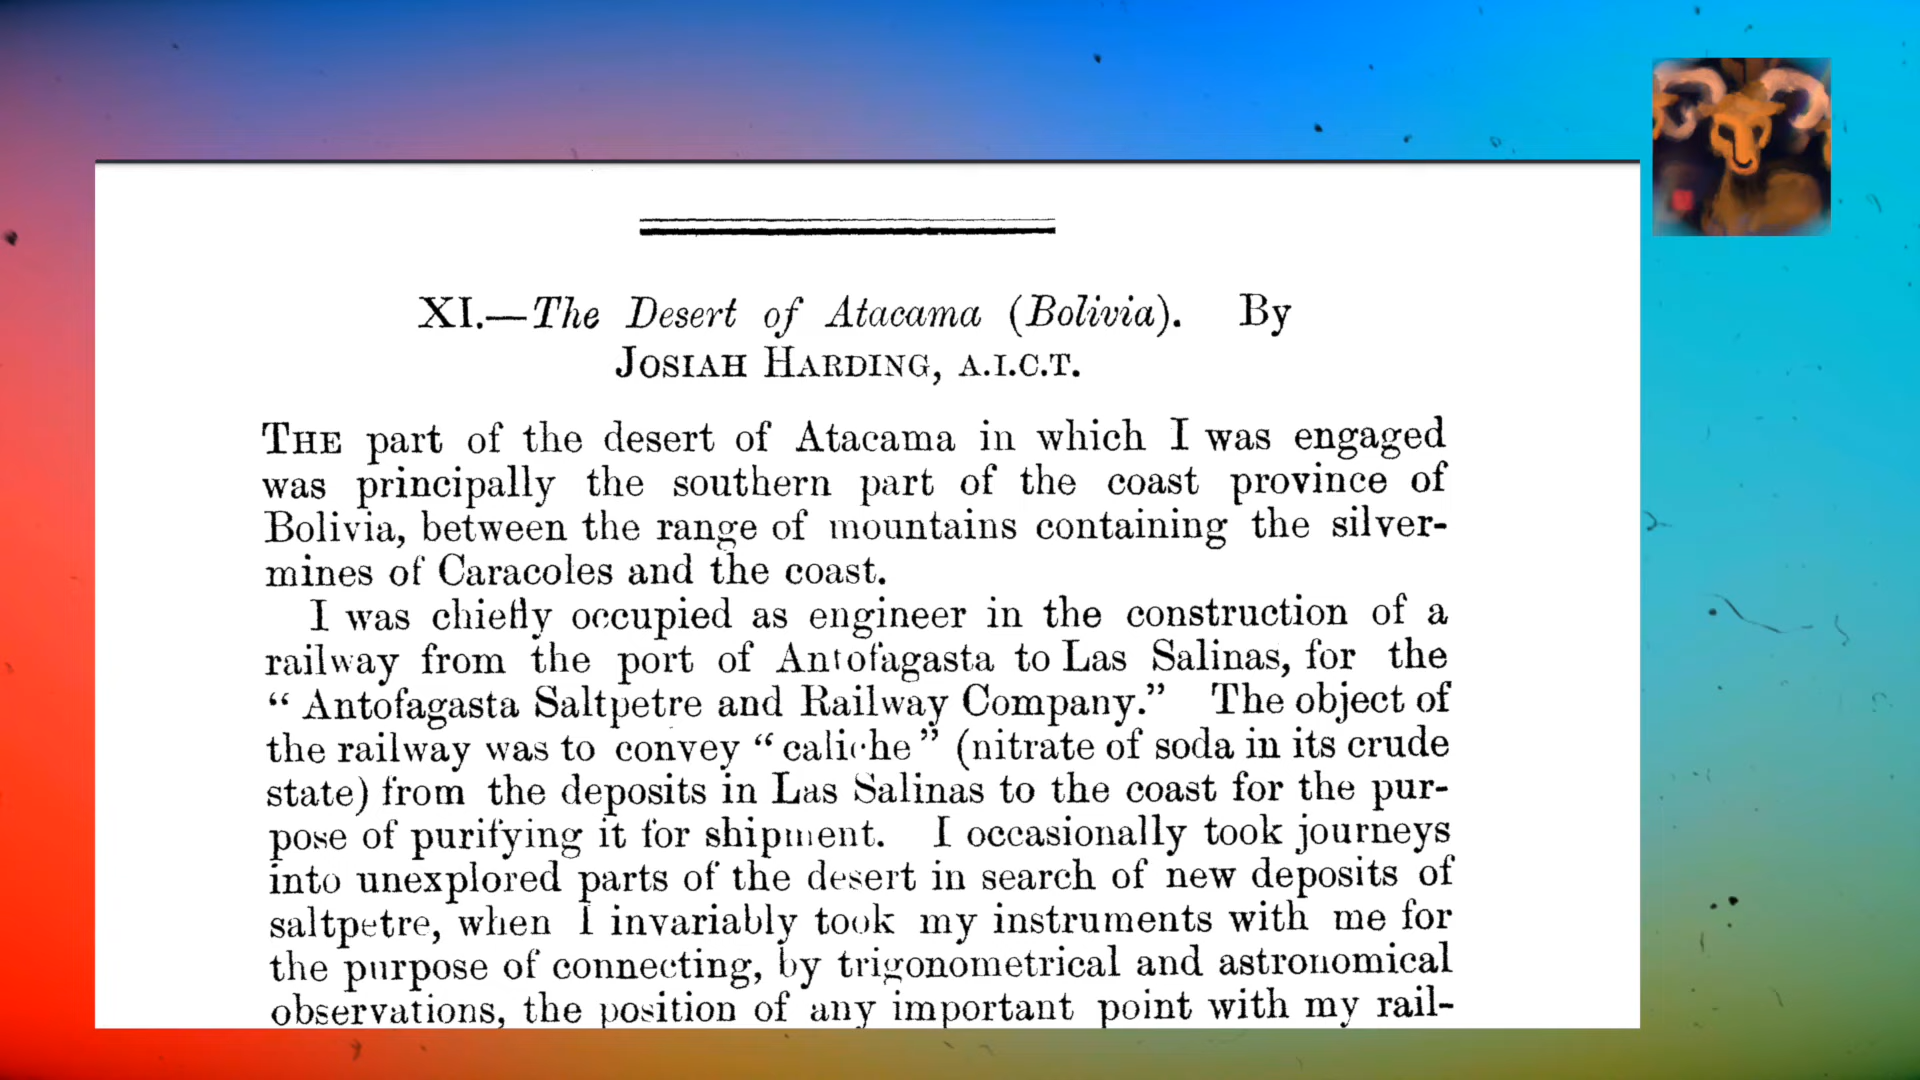 XI.—The Desert of Atacama (Bolivia). By
JOSIAH HARDING, A.I.C.T.
THE part of the desert of Atacama in which I was engaged
was principally the southern part of the coast province of
Bolivia, between the range of mountains containing the silver-
mines of Caracoles and the coast.
I was chiefly occupied as engineer in the construction of a
railway from the port of Antofagasta to Las Salinas, for the
“Antofagasta Saltpetre and Railway Company.” The object of
the railway was to convey “caliche” (nitrate of soda in its crude
state) from the deposits in Las Salinas to the coast for the pur-
pose of purifying it for shipment. I occasionally took journeys
into unexplored parts of the desert in search of new deposits of
saltpetre, when I invariably took my instruments with me for
the purpose of connecting, by trigonometrical and astronomical
observations, the position of any important point with my rail-